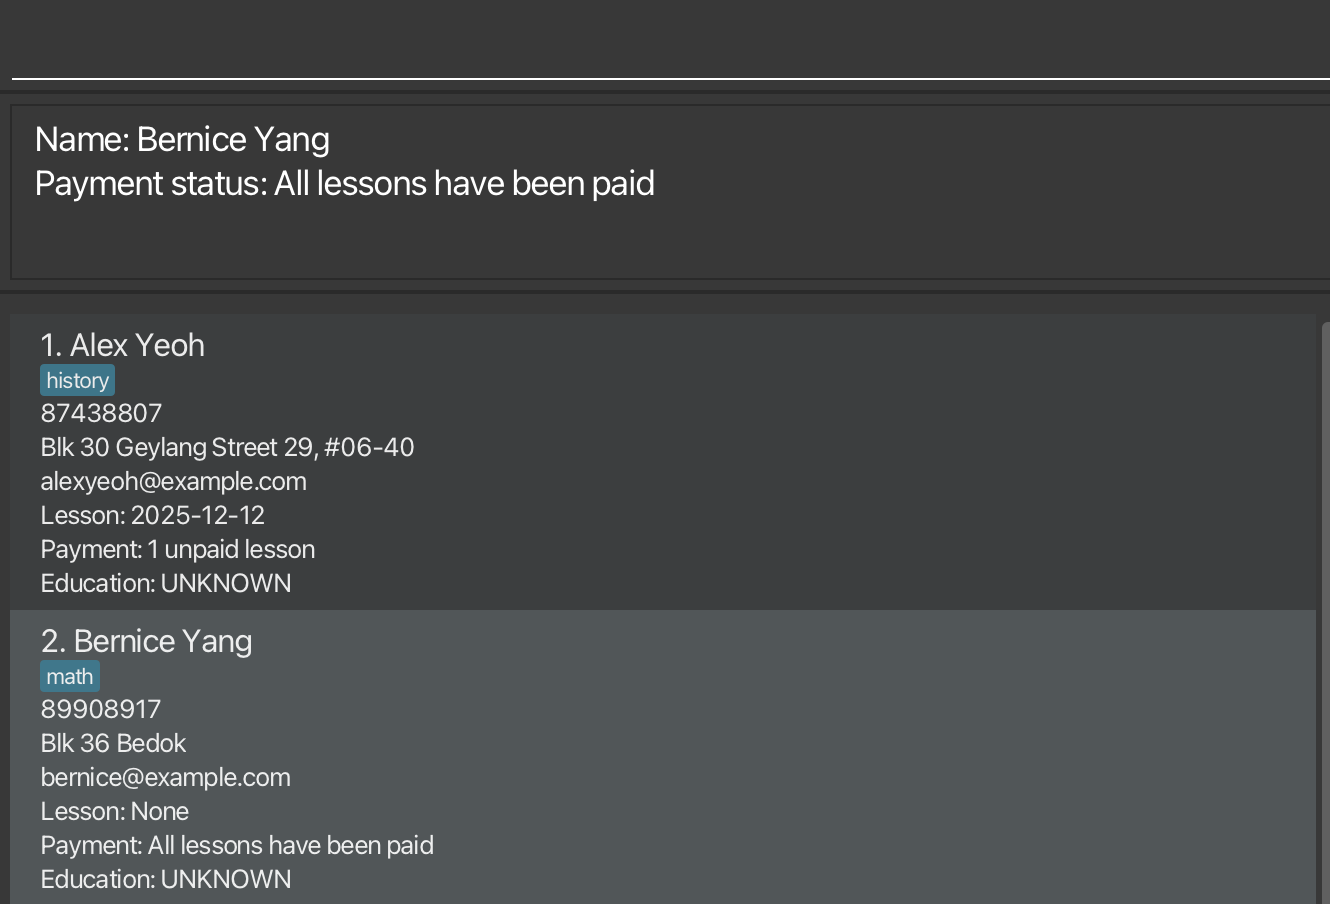 Name: Bernice Yang
Payment status: All lessons have been paid
1. Alex Yeoh
history
87438807
Blk 30 Geylang Street 29, #06-40
alexyeoh@example.com
Lesson: 2025-12-12
Payment: 1 unpaid lesson
Education: UNKNOWN
2. Bernice Yang
math
89908917
Blk 36 Bedok
bernice@example.com
Lesson: None
Payment: All lessons have been paid
Education: UNKNOWN